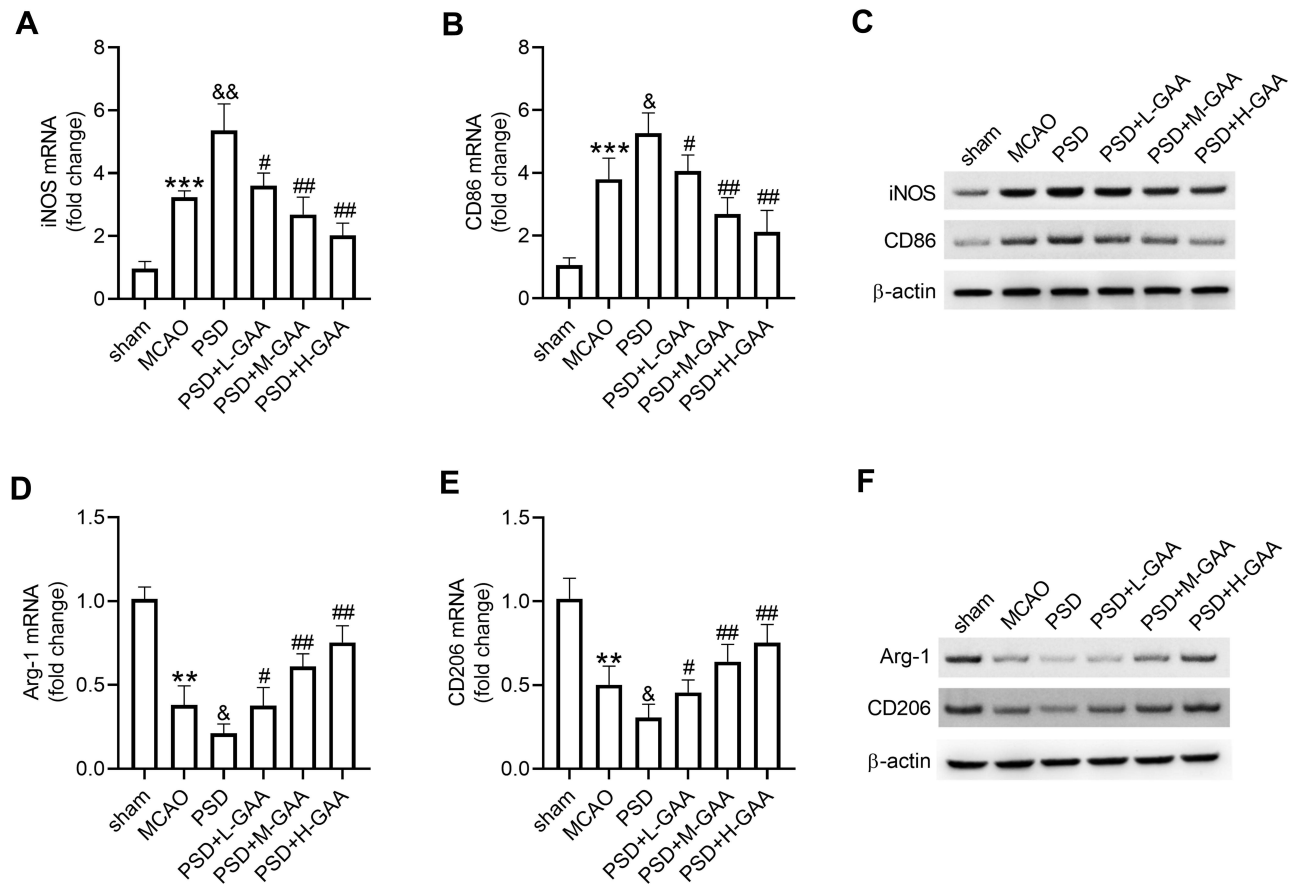 A
iNOS mRNA
(fold change)
8
6
4
2
0
&&
***
#
##
##
sham
MCAO
PSD
PSD+L-GAA
PSD+M-GAA
PSD+H-GAA
B
CD86 mRNA
(fold change)
8
6
4
2
0
***
&
#
##
##
sham
MCAO
PSD
PSD+L-GAA
PSD+M-GAA
PSD+H-GAA
C
sham
MCAO
PSD
PSD+L-GAA
PSD+M-GAA
PSD+H-GAA
iNOS
CD86
β-actin
D
Arg-1 mRNA
(fold change)
1.5
1.0
0.5
0.0
**
&
#
##
##
sham
MCAO
PSD
PSD+L-GAA
PSD+M-GAA
PSD+H-GAA
E
CD206 mRNA
(fold change)
1.5
1.0
0.5
0.0
**
&
#
##
##
sham
MCAO
PSD
PSD+L-GAA
PSD+M-GAA
PSD+H-GAA
F
sham
MCAO
PSD
PSD+L-GAA
PSD+M-GAA
PSD+H-GAA
Arg-1
CD206
β-actin